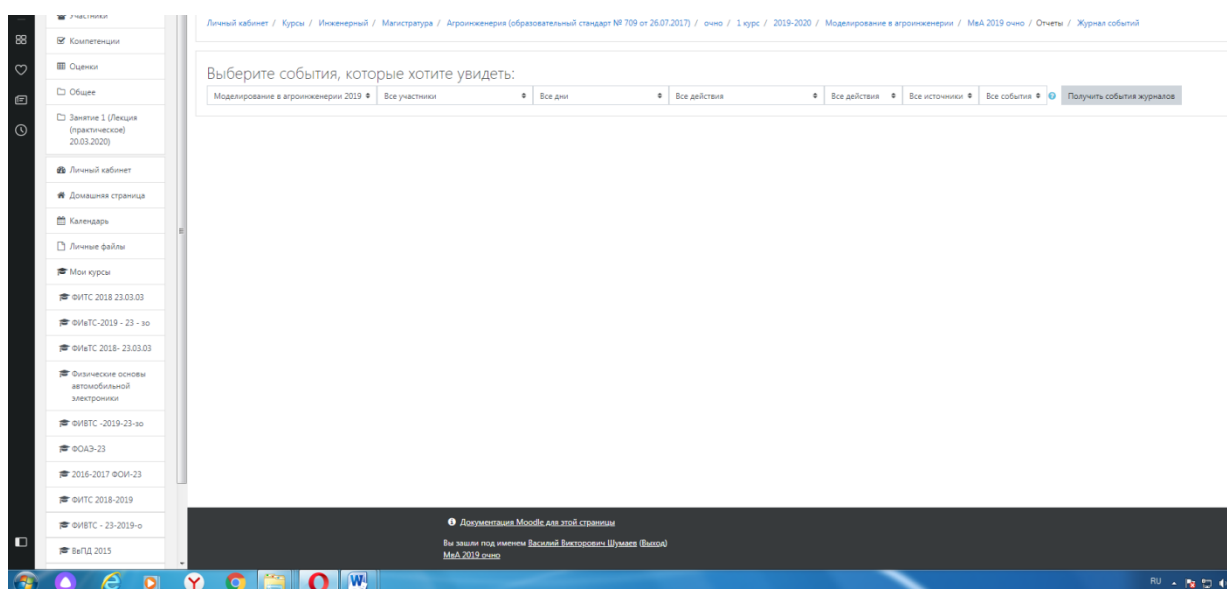 Участники
Компетенции
Оценки
Общее
Занятие 1 (Лекция
(практическое)
20.03.2020)
Личный кабинет
Домашняя страница
Календарь
Личные файлы
Мои курсы
ФИТС 2018 23.03.03
ФИвТС-2019 - 23 - зо
ФИвТС 2018- 23.03.03
Физические основы
автомобильной
электроники
ФИВТС -2019-23-зо
ФОАЭ-23
2016-2017 ФОИ-23
ФИТС 2018-2019
ФИВТС - 23-2019-о
ВвПД 2015
Личный кабинет / Курсы / Инженерный / Магистратура / Агроинженерия (образовательный стандарт № 709 от 26.07.2017) / очно / 1 курс / 2019-2020 / Моделирование в агроинженерии / МвА 2019 очно / Отчеты / Журнал событий
Выберите события, которые хотите увидеть:
Моделирование в агроинженерии 2019 Все участники Все дни Все действия Все действия Все источники Все события Получить события журналов
Документация Moodle для этой страницы
Вы зашли под именем Василий Викторович Шумаев (Выход)
МвА 2019 очно
RU